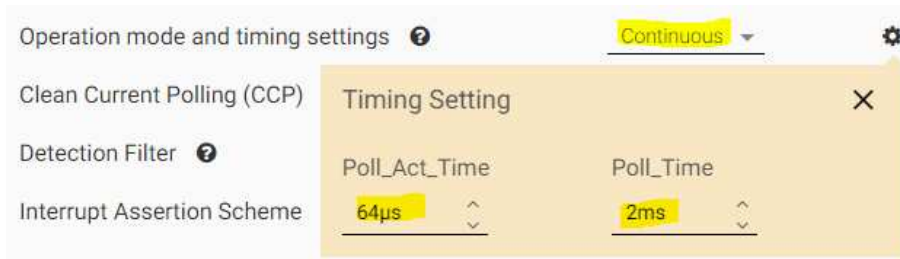 Operation mode and timing settings ?
Continuous
Clean Current Polling (CCP)
Timing Setting
Detection Filter ?
Poll_Act_Time
Poll_Time
Interrupt Assertion Scheme
64µs
2ms